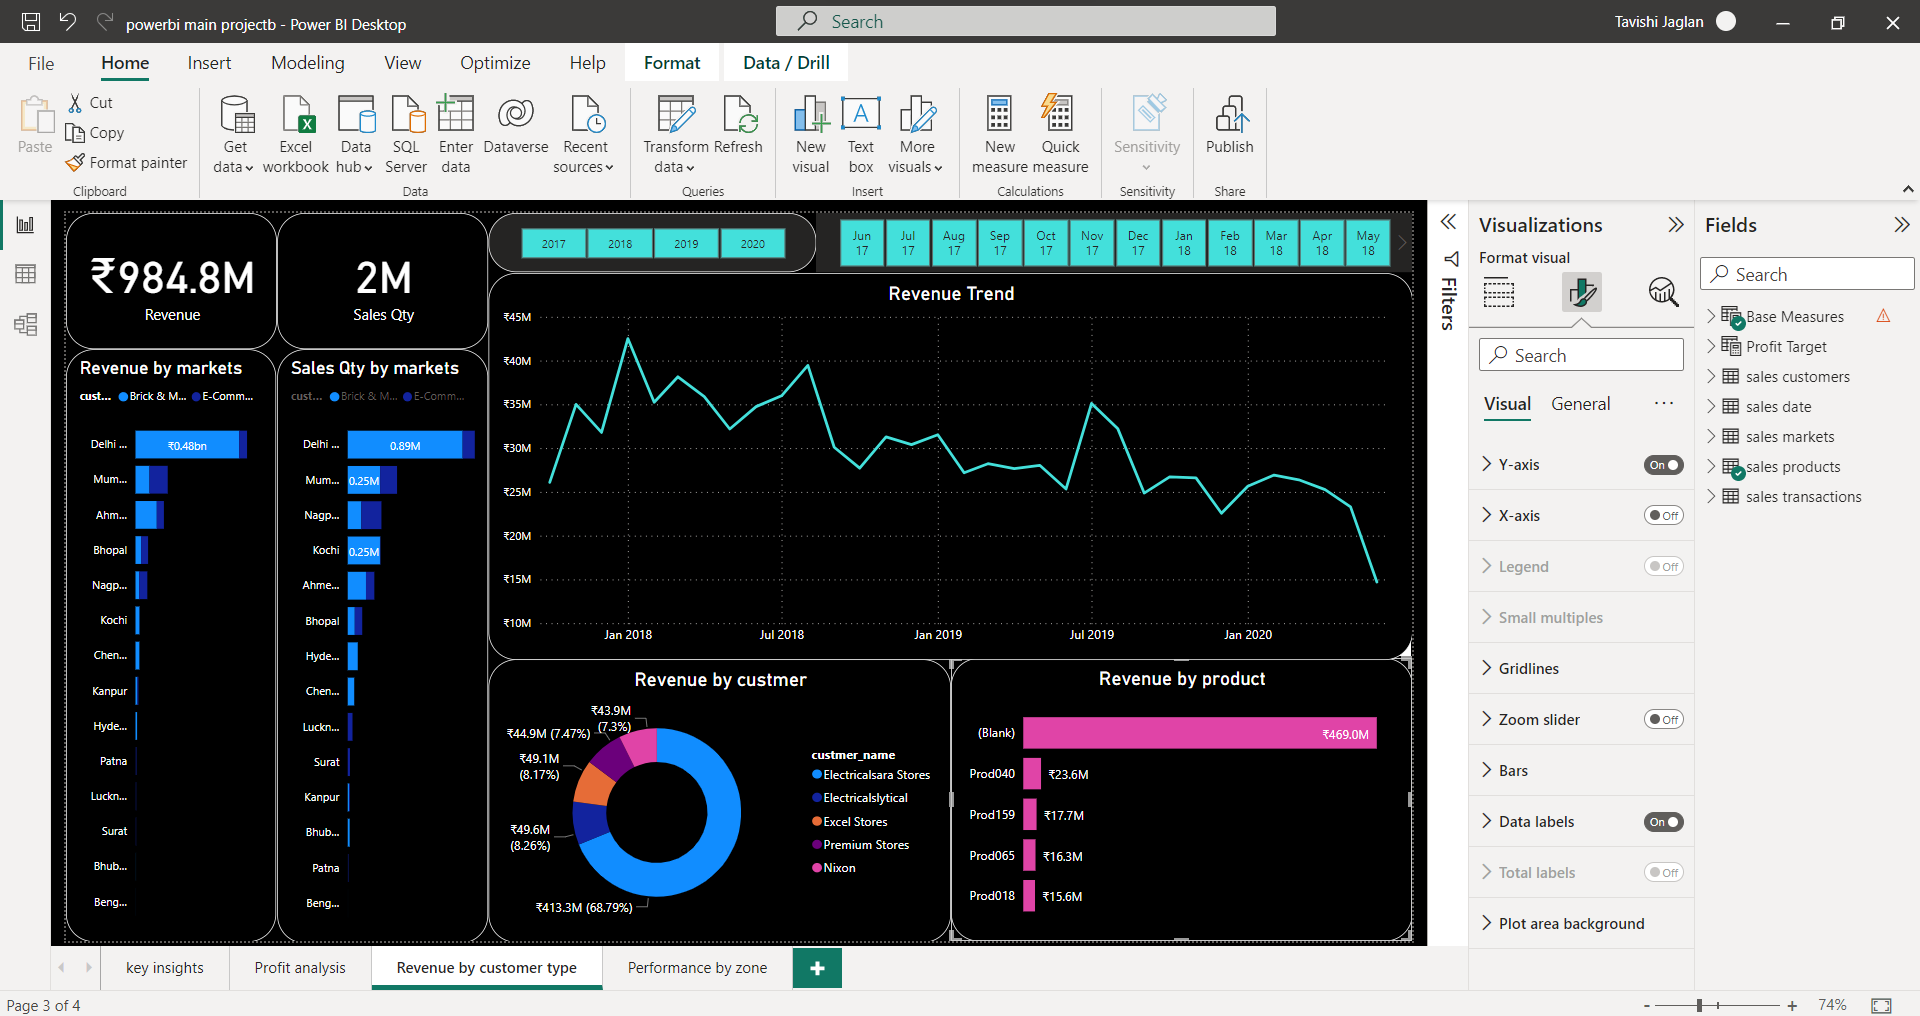 powerbi main projectb - Power BI Desktop
Search
Tavishi Jaglan
File Home Insert Modeling View Optimize Help Format Data / Drill
Paste
Cut
Copy
Format painter
Get data
Excel workbook
Data hub
SQL Server
Enter data
Dataverse
Recent sources
Transform data
Refresh
New visual
Text box
More visuals
New measure
Quick measure
Sensitivity
Publish
Clipboard Data Queries Insert Calculations Sensitivity Share
₹984.8M
Revenue
2M
Sales Qty
2017 2018 2019 2020
Jun 17
Jul 17
Aug 17
Sep 17
Oct 17
Nov 17
Dec 17
Jan 18
Feb 18
Mar 18
Apr 18
May 18
Revenue by markets
cust... Brick & M... E-Comm...
Delhi ... ₹0.48bn
Mum...
Ahm...
Bhopal
Nagp...
Kochi
Chen...
Kanpur
Hyde...
Patna
Luckn...
Surat
Bhub...
Beng...
Sales Qty by markets
cust... Brick & M... E-Comm...
Delhi ... 0.89M
Mum... 0.25M
Nagp...
Kochi 0.25M
Ahme...
Bhopal
Hyde...
Chen...
Luckn...
Surat
Kanpur
Bhub...
Patna
Beng...
Revenue Trend
₹45M
₹40M
₹35M
₹30M
₹25M
₹20M
₹15M
₹10M
Jan 2018 Jul 2018 Jan 2019 Jul 2019 Jan 2020
Revenue by custmer
₹43.9M
(7.3%)
₹44.9M (7.47%)
₹49.1M
(8.17%)
₹49.6M
(8.26%)
₹413.3M (68.79%)
custmer_name
Electricalsara Stores
Electricalslytical
Excel Stores
Premium Stores
Nixon
Revenue by product
(Blank) ₹469.0M
Prod040 ₹23.6M
Prod159 ₹17.7M
Prod065 ₹16.3M
Prod018 ₹15.6M
Filters
Visualizations
Format visual
Search
Visual General ...
Y-axis On
X-axis Off
Legend Off
Small multiples
Gridlines
Zoom slider Off
Bars
Data labels On
Total labels Off
Plot area background
Fields
Search
Base Measures
Profit Target
sales customers
sales date
sales markets
sales products
sales transactions
key insights Profit analysis Revenue by customer type Performance by zone
Page 3 of 4
74%